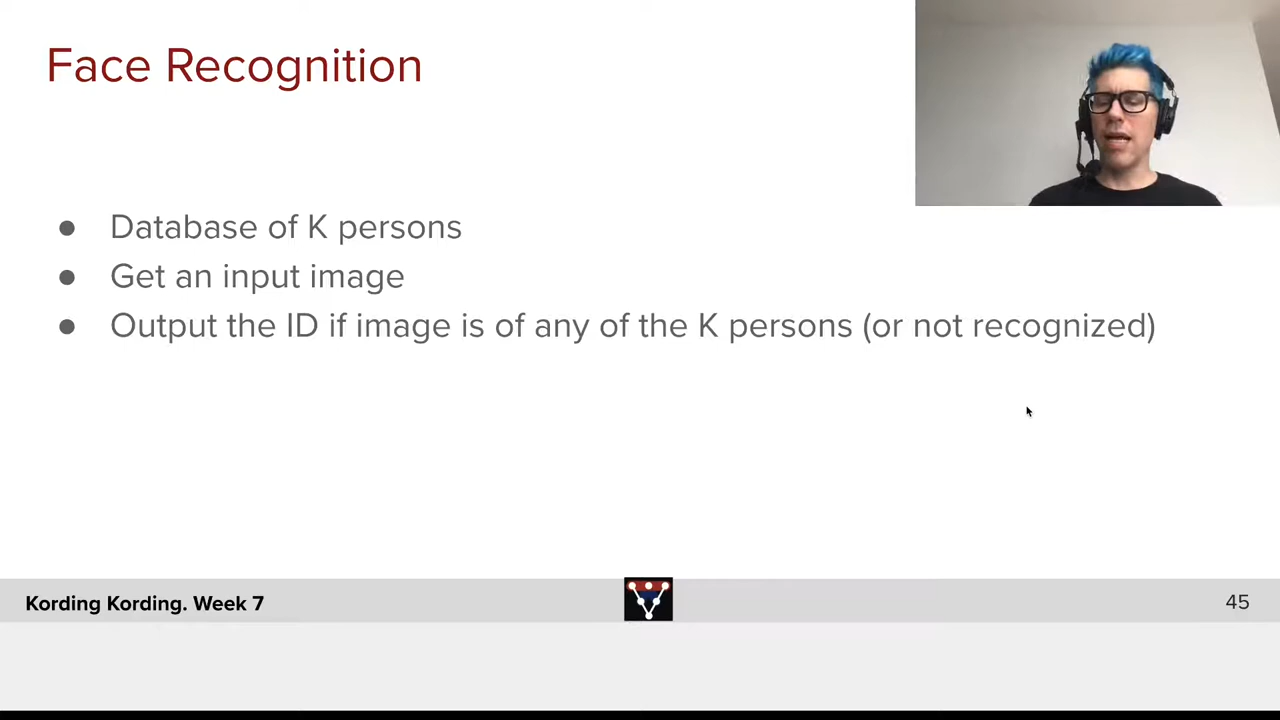 Face Recognition
● Database of K persons
● Get an input image
● Output the ID if image is of any of the K persons (or not recognized)
Kording Kording. Week 7
45